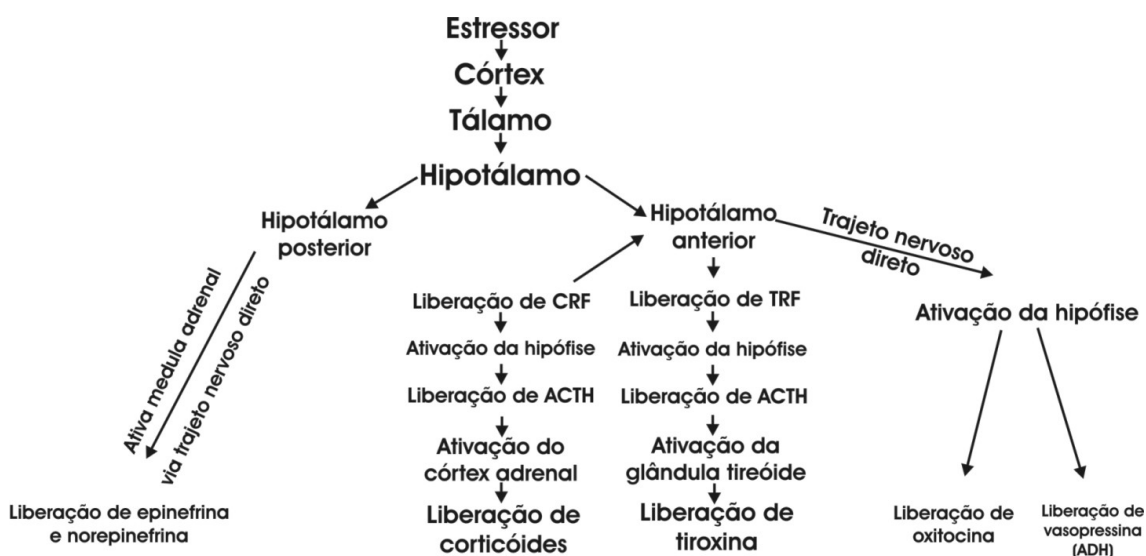 Estressor
Córtex
Tálamo
Hipotálamo
Hipotálamo
posterior
Ativa medula adrenal
via trajeto nervoso direto
Liberação de epinefrina
e norepinefrina
Hipotálamo
anterior
Liberação de CRF
Ativação da hipófise
Liberação de ACTH
Ativação do
córtex adrenal
Liberação de
corticóides
Liberação de TRF
Ativação da hipófise
Liberação de ACTH
Ativação da
glândula tireóide
Liberação de
tiroxina
Trajeto nervoso
direto
Ativação da hipófise
Liberação de
oxitocina
Liberação de
vasopressina
(ADH)